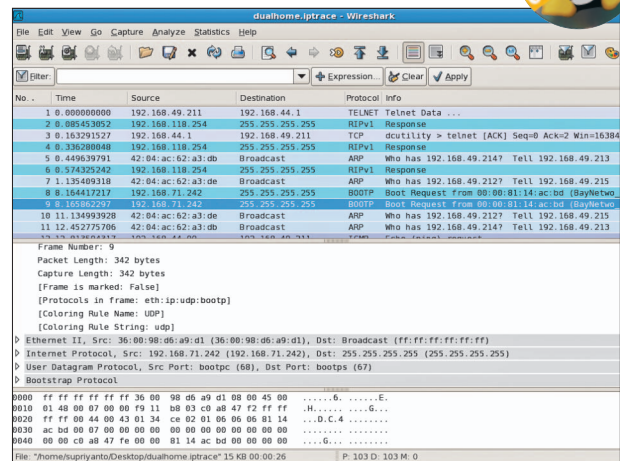 dualhome.iptrace - Wireshark
File Edit View Go Capture Analyze Statistics Help
Filter: Expression... Clear Apply
No. . Time Source Destination Protocol Info
1 0.000000000 192.168.49.211 192.168.44.1 TELNET Telnet Data ...
2 0.085453052 192.168.118.254 255.255.255.255 RIPv1 Response
3 0.163291527 192.168.44.1 192.168.49.211 TCP dcutility > telnet [ACK] Seq=0 Ack=2 Win=16384
4 0.336280048 192.168.118.254 255.255.255.255 RIPv1 Response
5 0.449639791 42:04:ac:62:a3:db Broadcast ARP Who has 192.168.49.214? Tell 192.168.49.213
6 0.574325242 192.168.118.254 255.255.255.255 RIPv1 Response
7 1.135409318 42:04:ac:62:a3:de Broadcast ARP Who has 192.168.49.212? Tell 192.168.49.215
8 8.164417217 192.168.71.242 255.255.255.255 BOOTP Boot Request from 00:00:81:14:ac:bd (BayNetwo
9 8.165862297 192.168.71.242 255.255.255.255 BOOTP Boot Request from 00:00:81:14:ac:bd (BayNetwo
10 11.134993928 42:04:ac:62:a3:de Broadcast ARP Who has 192.168.49.212? Tell 192.168.49.215
11 12.452775706 42:04:ac:62:a3:db Broadcast ARP Who has 192.168.49.214? Tell 192.168.49.213
Frame Number: 9
Packet Length: 342 bytes
Capture Length: 342 bytes
[Frame is marked: False]
[Protocols in frame: eth:ip:udp:bootp]
[Coloring Rule Name: UDP]
[Coloring Rule String: udp]
Ethernet II, Src: 36:00:98:d6:a9:d1 (36:00:98:d6:a9:d1), Dst: Broadcast (ff:ff:ff:ff:ff:ff)
Internet Protocol, Src: 192.168.71.242 (192.168.71.242), Dst: 255.255.255.255 (255.255.255.255)
User Datagram Protocol, Src Port: bootpc (68), Dst Port: bootps (67)
Bootstrap Protocol
0000 ff ff ff ff ff ff 36 00 98 d6 a9 d1 08 00 45 00 ......6. ......E.
0010 01 48 00 07 00 00 f9 11 b8 03 c0 a8 47 f2 ff ff .H...... ....G...
0020 ff ff 00 44 00 43 01 34 ce 02 01 06 06 06 81 14 ...D.C.4 ........
0030 ac bd 00 07 00 00 00 00 00 00 00 00 00 00 00 00 ........ ........
0040 00 00 c0 a8 47 fe 00 00 81 14 ac bd 00 00 00 00 ....G... ........
File: "/home/supriyanto/Desktop/dualhome.iptrace" 15 KB 00:00:26 P: 103 D: 103 M: 0